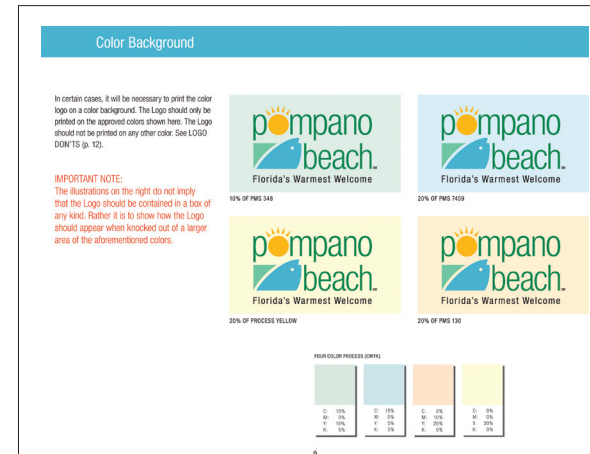 Color Background
In certain cases, it will be necessary to print the color
logo on a color background. The Logo should only be
printed on the approved colors shown here. The Logo
should not be printed on any other color. See LOGO
DON'TS (p. 12).
IMPORTANT NOTE:
The illustrations on the right do not imply
that the Logo should be contained in a box of
any kind. Rather it is to show how the Logo
should appear when knocked out of a larger
area of the aforementioned colors.
pompano
beach
Florida's Warmest Welcome
10% OF PMS 348
pompano
beach
Florida's Warmest Welcome
20% OF PMS 7459
pompano
beach
Florida's Warmest Welcome
20% OF PROCESS YELLOW
pompano
beach
Florida's Warmest Welcome
20% OF PMS 130
FOUR COLOR PROCESS (CMYK)
C: 10%
M: 0%
Y: 10%
K: 5%
C: 15%
M: 0%
Y: 5%
K: 5%
C: 0%
M: 10%
Y: 20%
K: 0%
C: 0%
M: 0%
Y: 20%
K: 0%